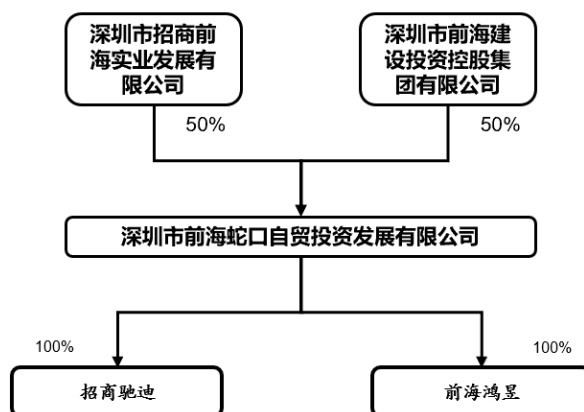 深圳市招商前
海实业发展有
限公司
深圳市前海建
设投资控股集
团有限公司
50%
50%
深圳市前海蛇口自贸投资发展有限公司
100%
100%
招商驰迪
前海鸿昱